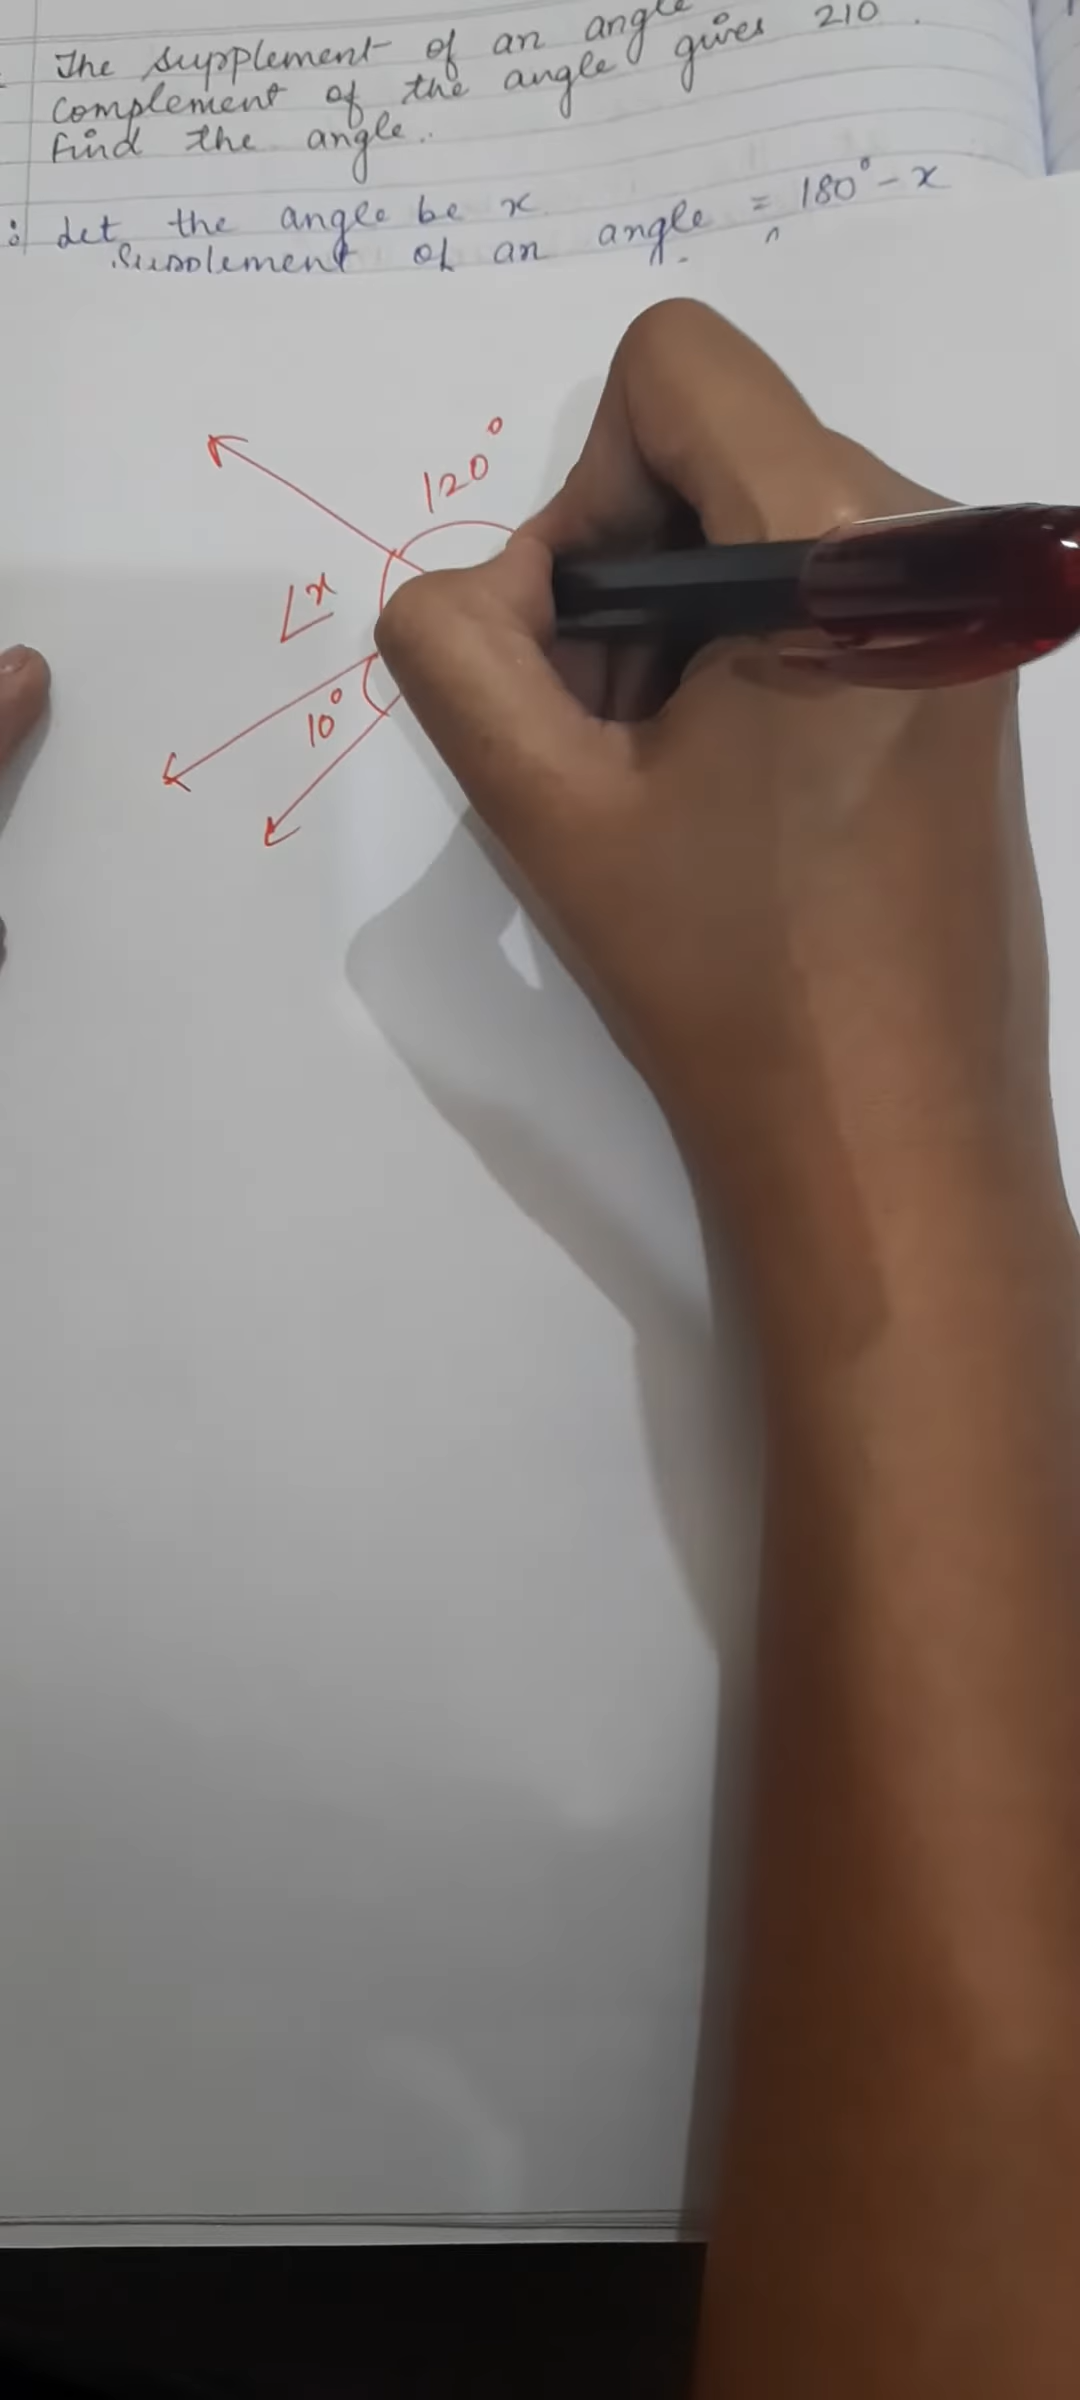 The supplement of an angle
complement of the angle gives 210.
Find the angle.
: Let the angle be x
Supplement of an angle = 180° - x
120°
∠x
10°